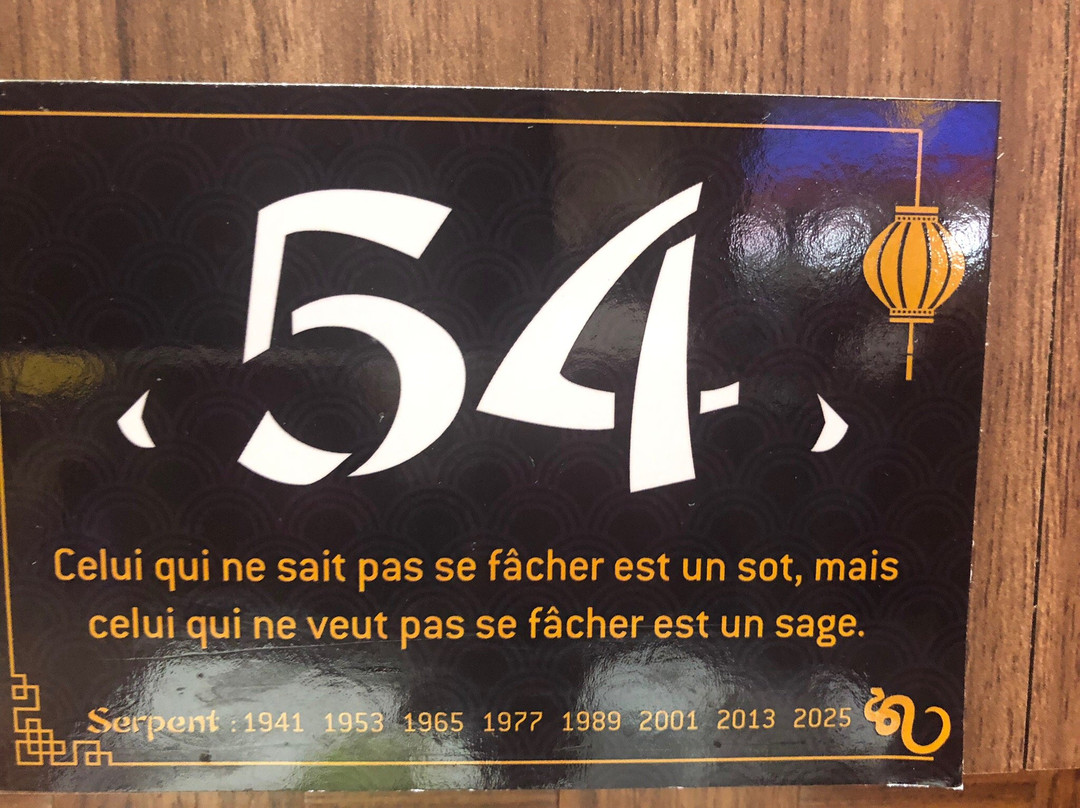 54
Celui qui ne sait pas se fâcher est un sot, mais
celui qui ne veut pas se fâcher est un sage.
Serpent : 1941 1953 1965 1977 1989 2001 2013 2025